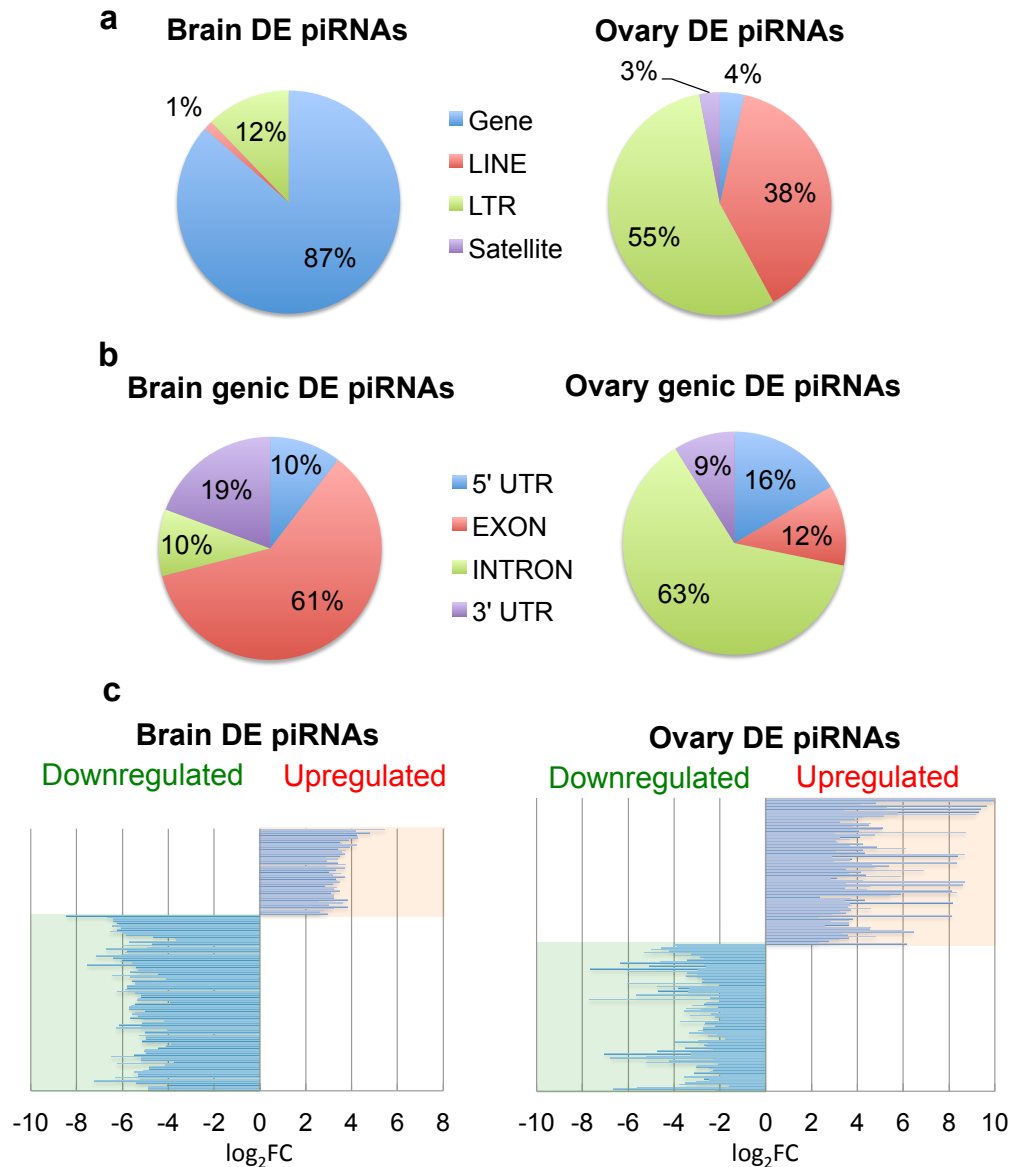 a
Brain DE piRNAs
Ovary DE piRNAs
1%
12%
87%
Gene
LINE
LTR
Satellite
3%
4%
38%
55%
b
Brain genic DE piRNAs
Ovary genic DE piRNAs
10%
19%
10%
61%
5' UTR
EXON
INTRON
3' UTR
9%
16%
12%
63%
c
Brain DE piRNAs
Ovary DE piRNAs
Downregulated Upregulated
Downregulated Upregulated
-10 -8 -6 -4 -2 0 2 4 6 8
log₂FC
-10 -8 -6 -4 -2 0 2 4 6 8 10
log₂FC